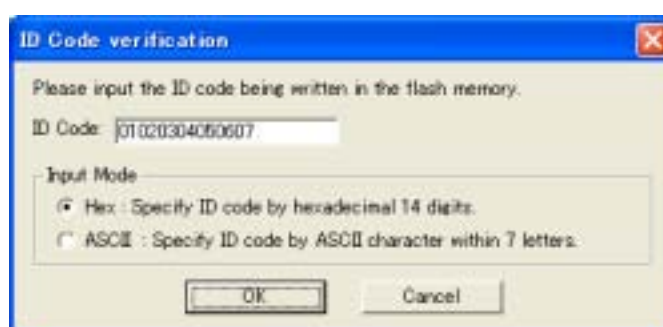 ID Code verification
Please input the ID code being written in the flash memory.
ID Code: 01020304050607
Input Mode
Hex : Specify ID code by hexadecimal 14 digits.
ASCII : Specify ID code by ASCII character within 7 letters.
OK Cancel